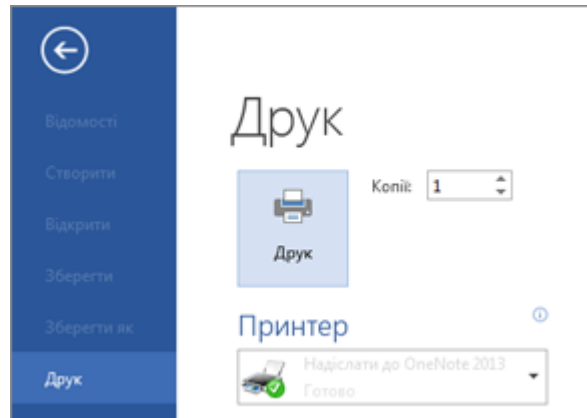 Відомості
Створити
Відкрити
Зберегти
Зберегти як
Друк
Друк
Копії: 1
Друк
Принтер
Надіслати до OneNote 2013
Готово